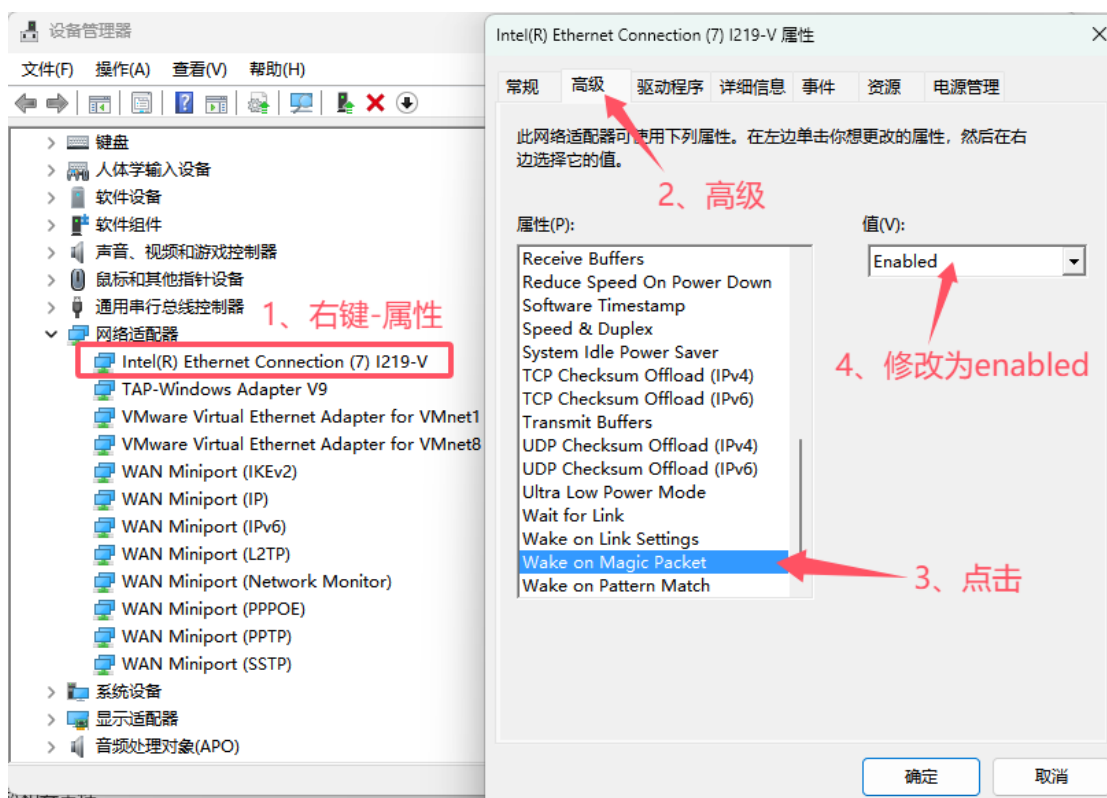 设备管理器
文件(F) 操作(A) 查看(V) 帮助(H)
键盘
人体学输入设备
软件设备
软件组件
声音、视频和游戏控制器
鼠标和其他指针设备
通用串行总线控制器
1、右键-属性
网络适配器
Intel(R) Ethernet Connection (7) I219-V
TAP-Windows Adapter V9
VMware Virtual Ethernet Adapter for VMnet1
VMware Virtual Ethernet Adapter for VMnet8
WAN Miniport (IKEv2)
WAN Miniport (IP)
WAN Miniport (IPv6)
WAN Miniport (L2TP)
WAN Miniport (Network Monitor)
WAN Miniport (PPPOE)
WAN Miniport (PPTP)
WAN Miniport (SSTP)
系统设备
显示适配器
音频处理对象(APO)
Intel(R) Ethernet Connection (7) I219-V 属性
常规 高级 驱动程序 详细信息 事件 资源 电源管理
此网络适配器可使用下列属性。在左边单击你想更改的属性，然后在右
边选择它的值。
2、高级
属性(P):
值(V):
Receive Buffers
Enabled
Reduce Speed On Power Down
Software Timestamp
Speed & Duplex
System Idle Power Saver
4、修改为enabled
TCP Checksum Offload (IPv4)
TCP Checksum Offload (IPv6)
Transmit Buffers
UDP Checksum Offload (IPv4)
UDP Checksum Offload (IPv6)
Ultra Low Power Mode
Wait for Link
Wake on Link Settings
Wake on Magic Packet
3、点击
Wake on Pattern Match
确定 取消